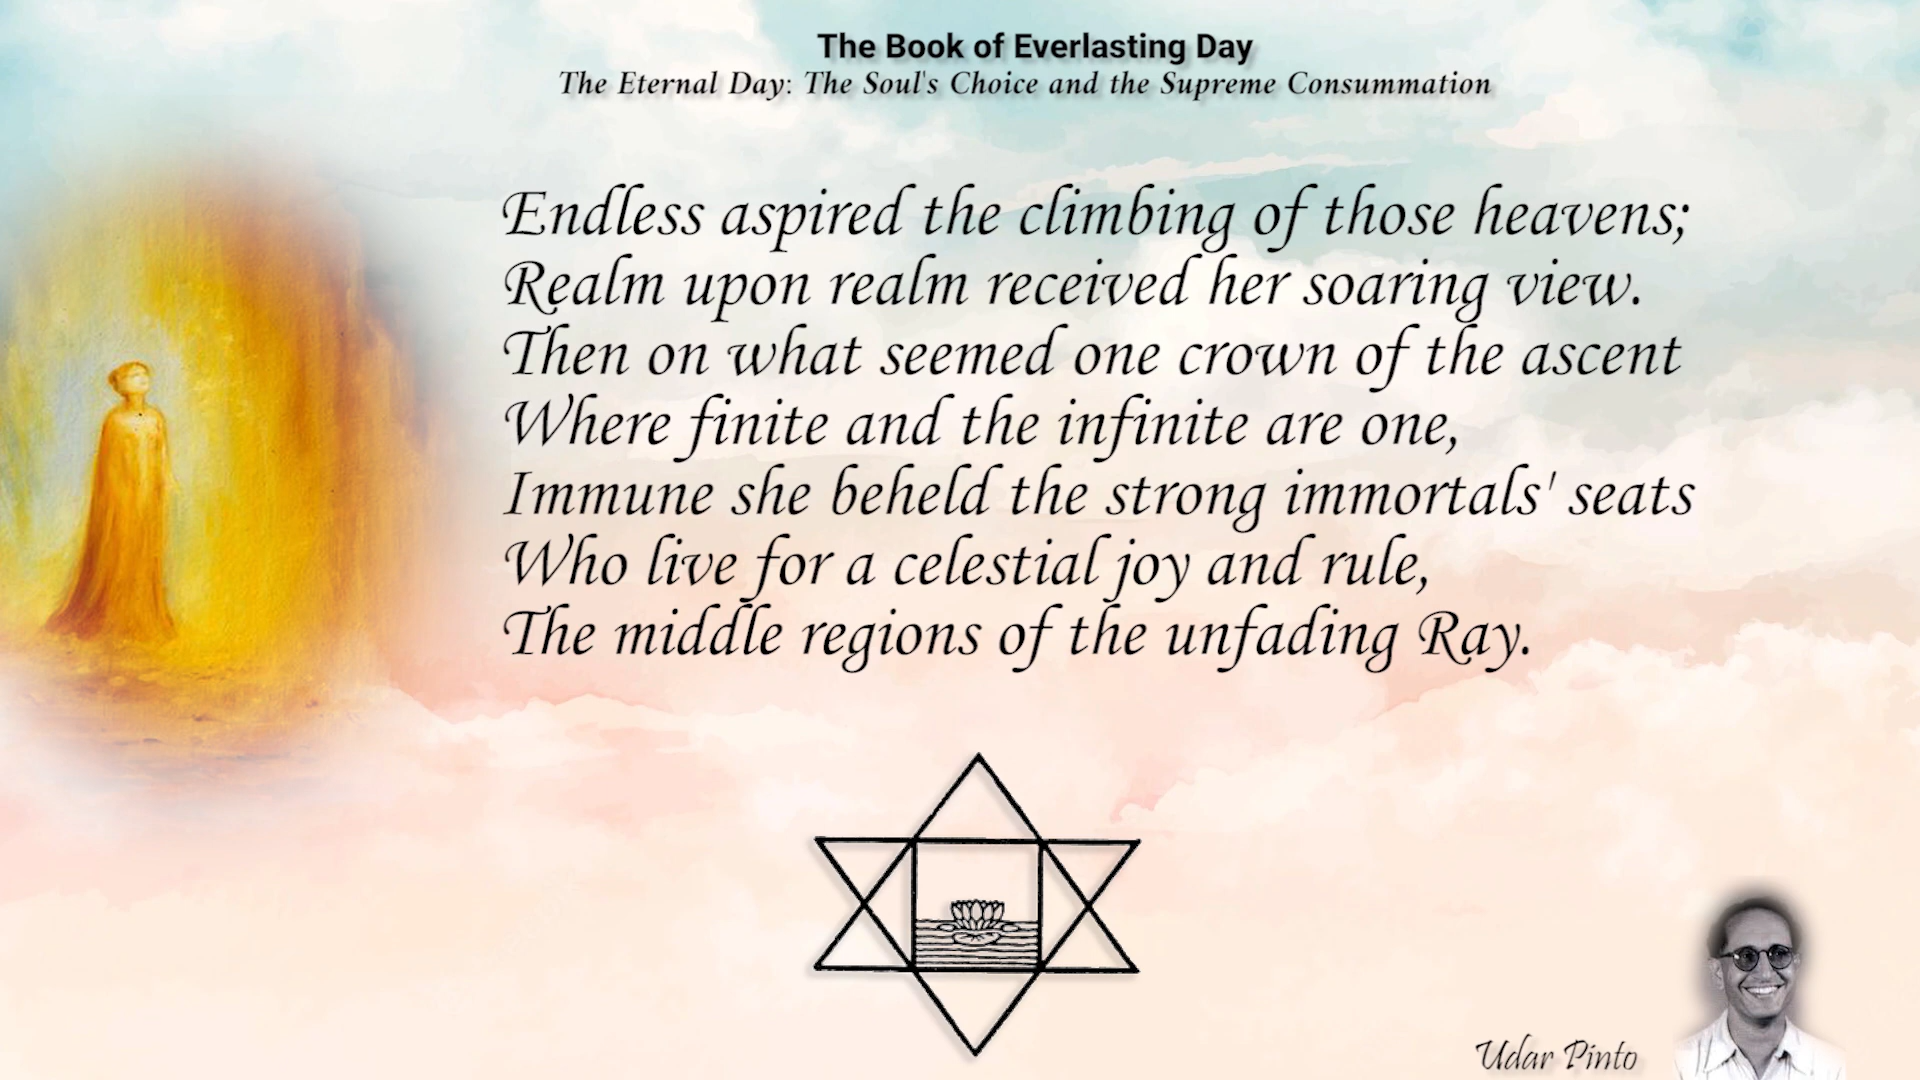 The Book of Everlasting Day
The Eternal Day: The Soul's Choice and the Supreme Consummation
Endless aspired the climbing of those heavens;
Realm upon realm received her soaring view.
Then on what seemed one crown of the ascent
Where finite and the infinite are one,
Immune she beheld the strong immortals' seats
Who live for a celestial joy and rule,
The middle regions of the unfading Ray.
Udar Pinto